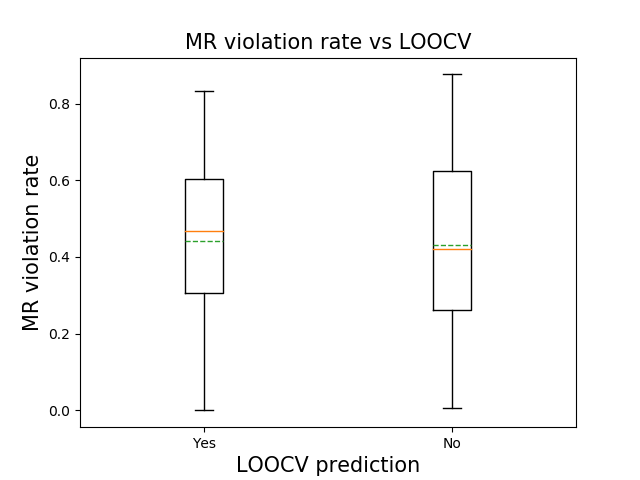 MR violation rate vs LOOCV
MR violation rate
0.8
0.6
0.4
0.2
0.0
Yes
No
LOOCV prediction